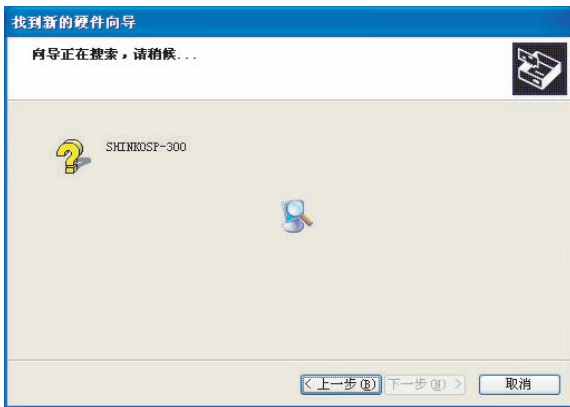 找到新的硬件向导
向导正在搜索，请稍候...
SHINKOSP-300
< 上一步(B) 下一步(N) > 取消